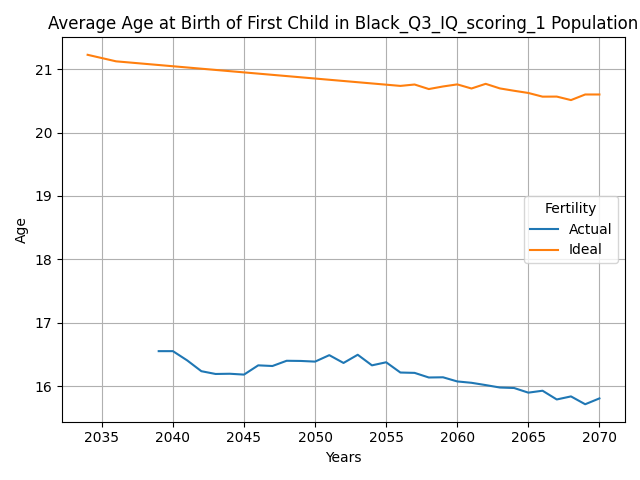 Average Age at Birth of First Child in Black_Q3_IQ_scoring_1 Population
21
20
19
18
17
16
Age
Fertility
Actual
Ideal
2035
2040
2045
2050
2055
2060
2065
2070
Years